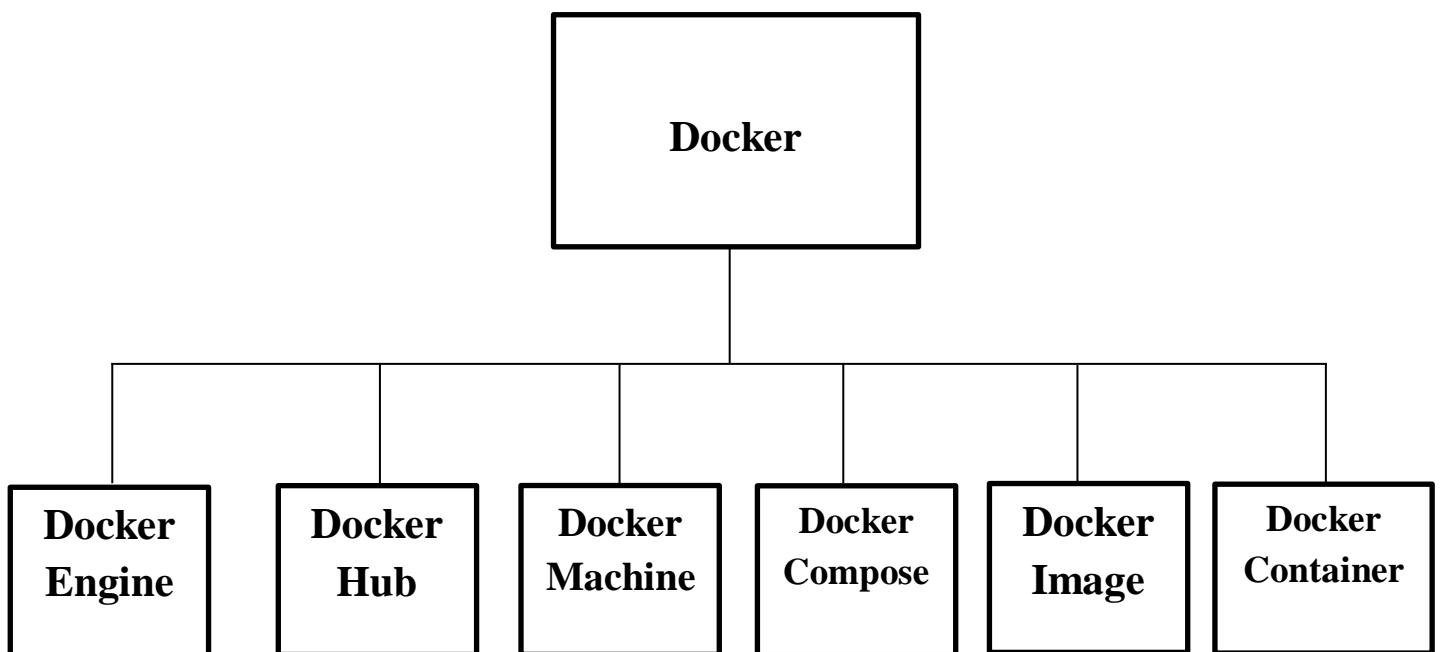 Docker
Docker
Engine
Docker
Hub
Docker
Machine
Docker
Compose
Docker
Image
Docker
Container